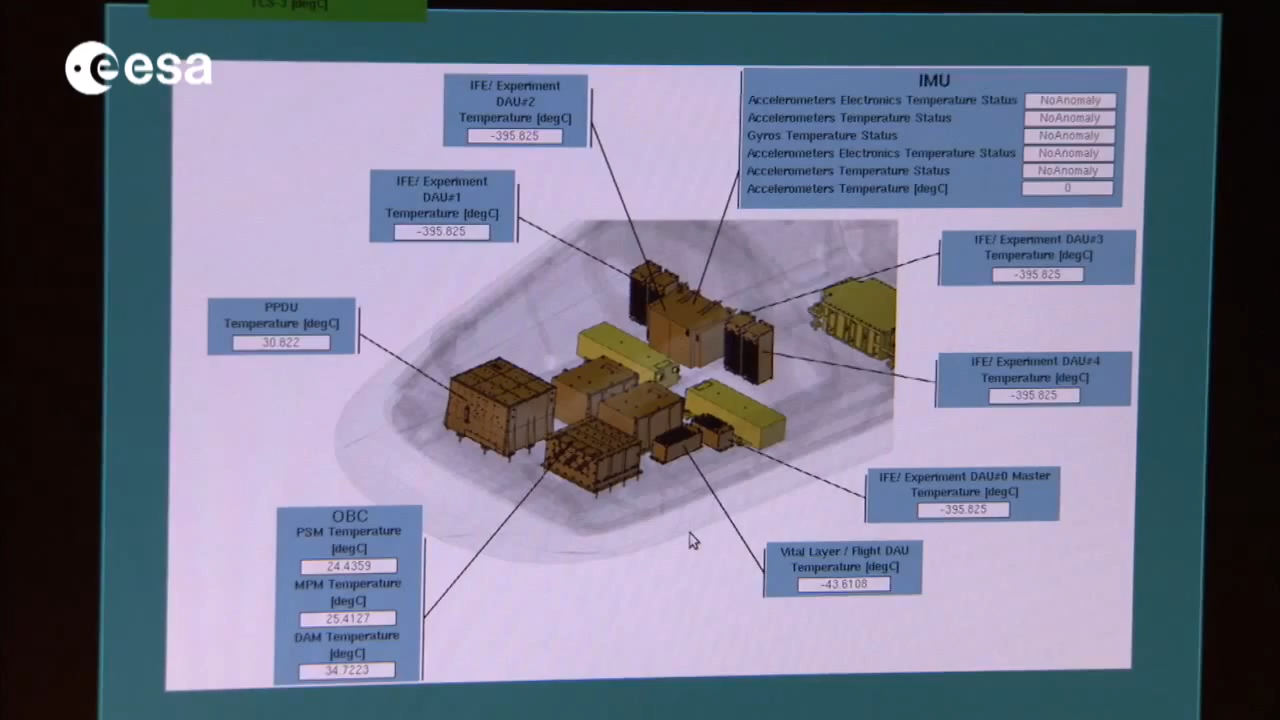 TCS-3 [degC]
esa
IFE/ Experiment
DAU#2
Temperature [degC]
-395.825
IMU
Accelerometers Electronics Temperature Status NoAnomaly
Accelerometers Temperature Status NoAnomaly
Gyros Temperature Status NoAnomaly
Accelerometers Electronics Temperature Status NoAnomaly
Accelerometers Temperature Status NoAnomaly
Accelerometers Temperature [degC] 0
IFE/ Experiment
DAU#1
Temperature [degC]
-395.825
IFE/ Experiment DAU#3
Temperature [degC]
-395.825
PPDU
Temperature [degC]
30.822
IFE/ Experiment DAU#4
Temperature [degC]
-395.825
IFE/ Experiment DAU#0 Master
Temperature [degC]
-395.825
OBC
PSM Temperature
[degC]
24.4359
MPM Temperature
[degC]
25.4127
DAM Temperature
[degC]
34.7223
Vital Layer / Flight DAU
Temperature [degC]
-43.6108